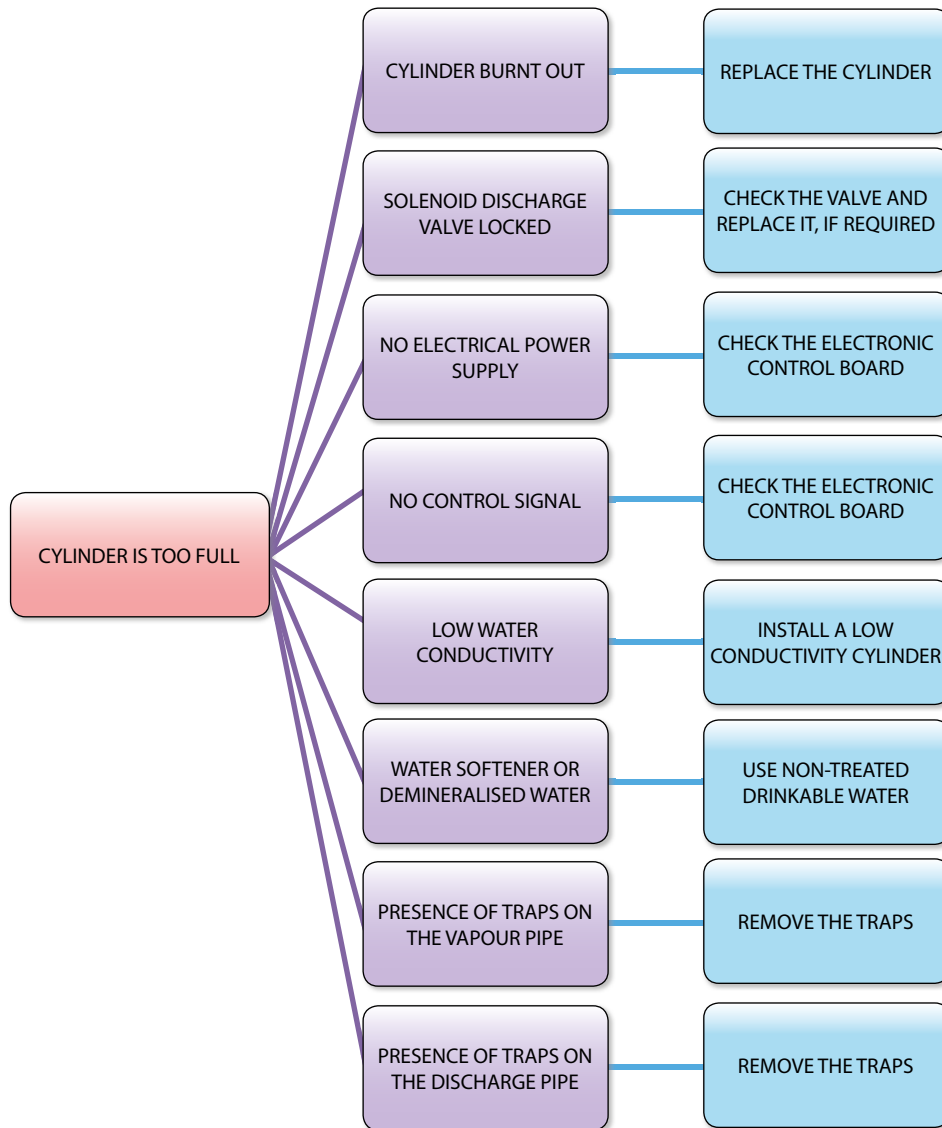 CYLINDER BURNT OUT
REPLACE THE CYLINDER
SOLENOID DISCHARGE
VALVE LOCKED
CHECK THE VALVE AND
REPLACE IT, IF REQUIRED
NO ELECTRICAL POWER
SUPPLY
CHECK THE ELECTRONIC
CONTROL BOARD
NO CONTROL SIGNAL
CHECK THE ELECTRONIC
CONTROL BOARD
CYLINDER IS TOO FULL
LOW WATER
CONDUCTIVITY
INSTALL A LOW
CONDUCTIVITY CYLINDER
WATER SOFTENER OR
DEMINERALISED WATER
USE NON-TREATED
DRINKABLE WATER
PRESENCE OF TRAPS ON
THE VAPOUR PIPE
REMOVE THE TRAPS
PRESENCE OF TRAPS ON
THE DISCHARGE PIPE
REMOVE THE TRAPS